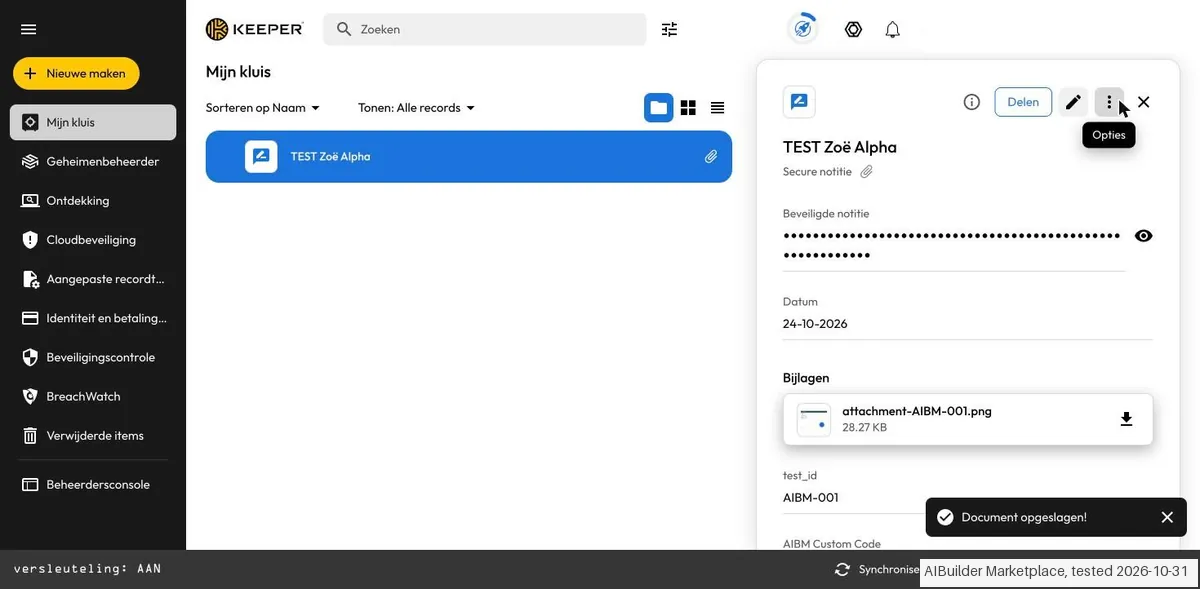 KEEPER
Zoeken
Nieuwe maken
Mijn kluis
Geheimenbeheerder
Ontdekking
Cloudbeveiliging
Aangepaste recordt...
Identiteit en betaling...
Beveiligingscontrole
BreachWatch
Verwijderde items
Beheerdersconsole
Mijn kluis
Sorteren op Naam
Tonen: Alle records
TEST Zoë Alpha
Delen
Opties
TEST Zoë Alpha
Secure notitie
Beveiligde notitie
••••••••••••••••••••••••••••••••••••••••••••••
••••••••••••
Datum
24-10-2026
Bijlagen
attachment-AIBM-001.png
28.27 KB
test_id
AIBM-001
AIBM Custom Code
Document opgeslagen!
versleuteling: AAN
Synchronise
AIBuilder Marketplace, tested 2026-10-31